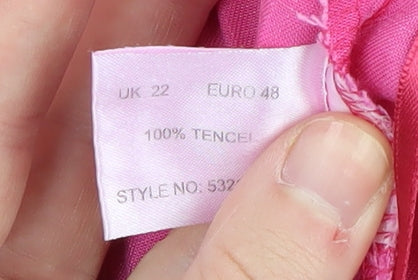 UK 22 EURO 48
100% TENCEL
STYLE NO: 532